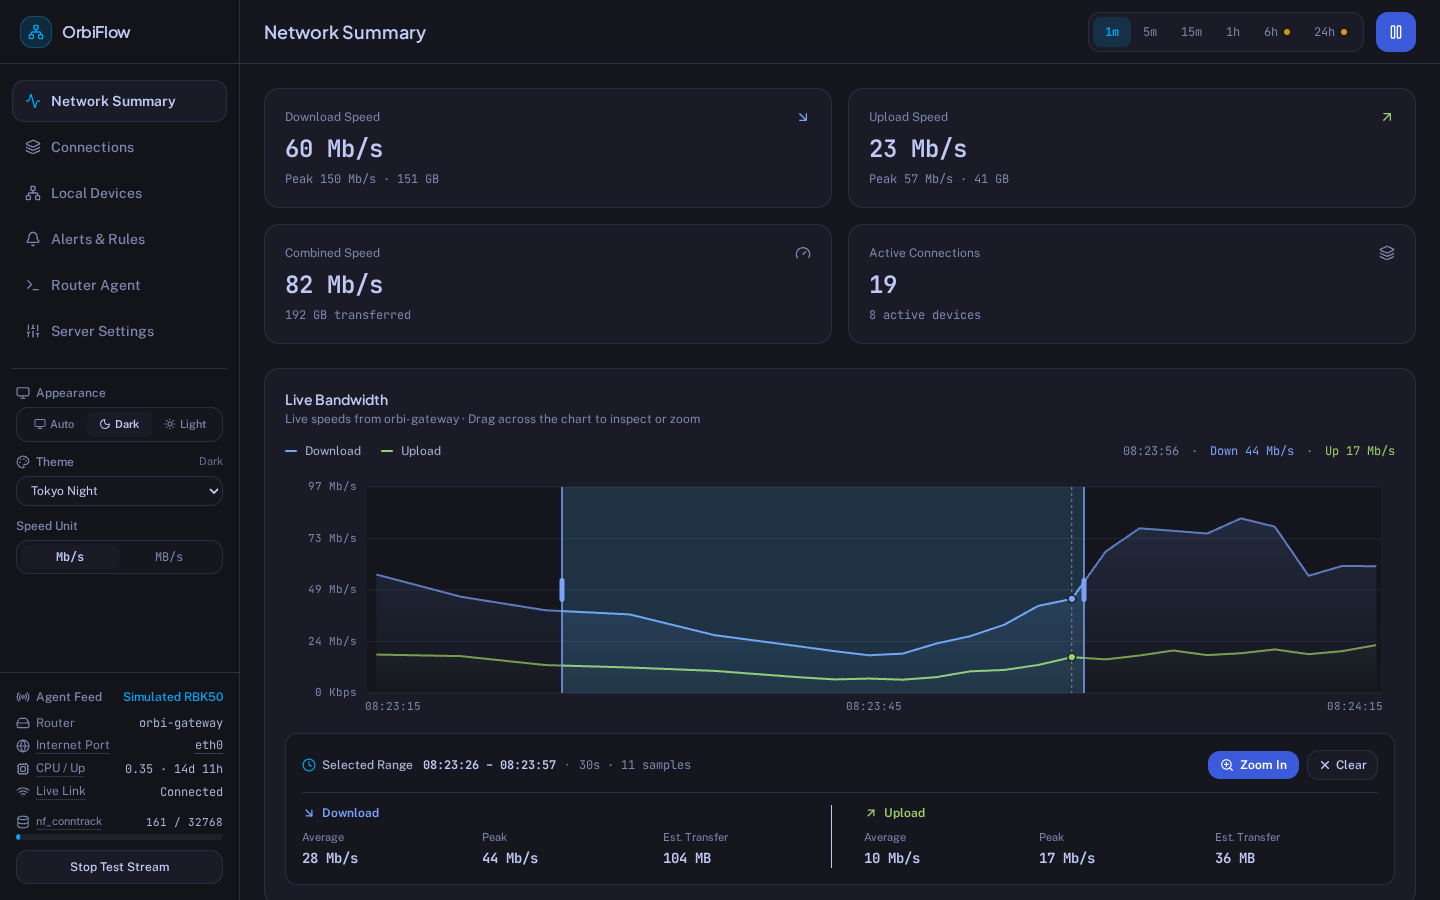 OrbiFlow
Network Summary
Connections
Local Devices
Alerts & Rules
Router Agent
Server Settings
Appearance
Auto Dark Light
Theme Dark
Tokyo Night
Speed Unit
Mb/s MB/s
Agent Feed Simulated RBK50
Router orbi-gateway
Internet Port eth0
CPU / Up 0.35 · 14d 11h
Live Link Connected
nf_conntrack 161 / 32768
Stop Test Stream
Network Summary
1m 5m 15m 1h 6h 24h
Download Speed
60 Mb/s
Peak 150 Mb/s · 151 GB
Upload Speed
23 Mb/s
Peak 57 Mb/s · 41 GB
Combined Speed
82 Mb/s
192 GB transferred
Active Connections
19
8 active devices
Live Bandwidth
Live speeds from orbi-gateway · Drag across the chart to inspect or zoom
Download Upload 08:23:56 · Down 44 Mb/s · Up 17 Mb/s
97 Mb/s
73 Mb/s
49 Mb/s
24 Mb/s
0 Kbps
08:23:15 08:23:45 08:24:15
Selected Range 08:23:26 – 08:23:57 · 30s · 11 samples Zoom In Clear
Download
Average Peak Est. Transfer
28 Mb/s 44 Mb/s 104 MB
Upload
Average Peak Est. Transfer
10 Mb/s 17 Mb/s 36 MB